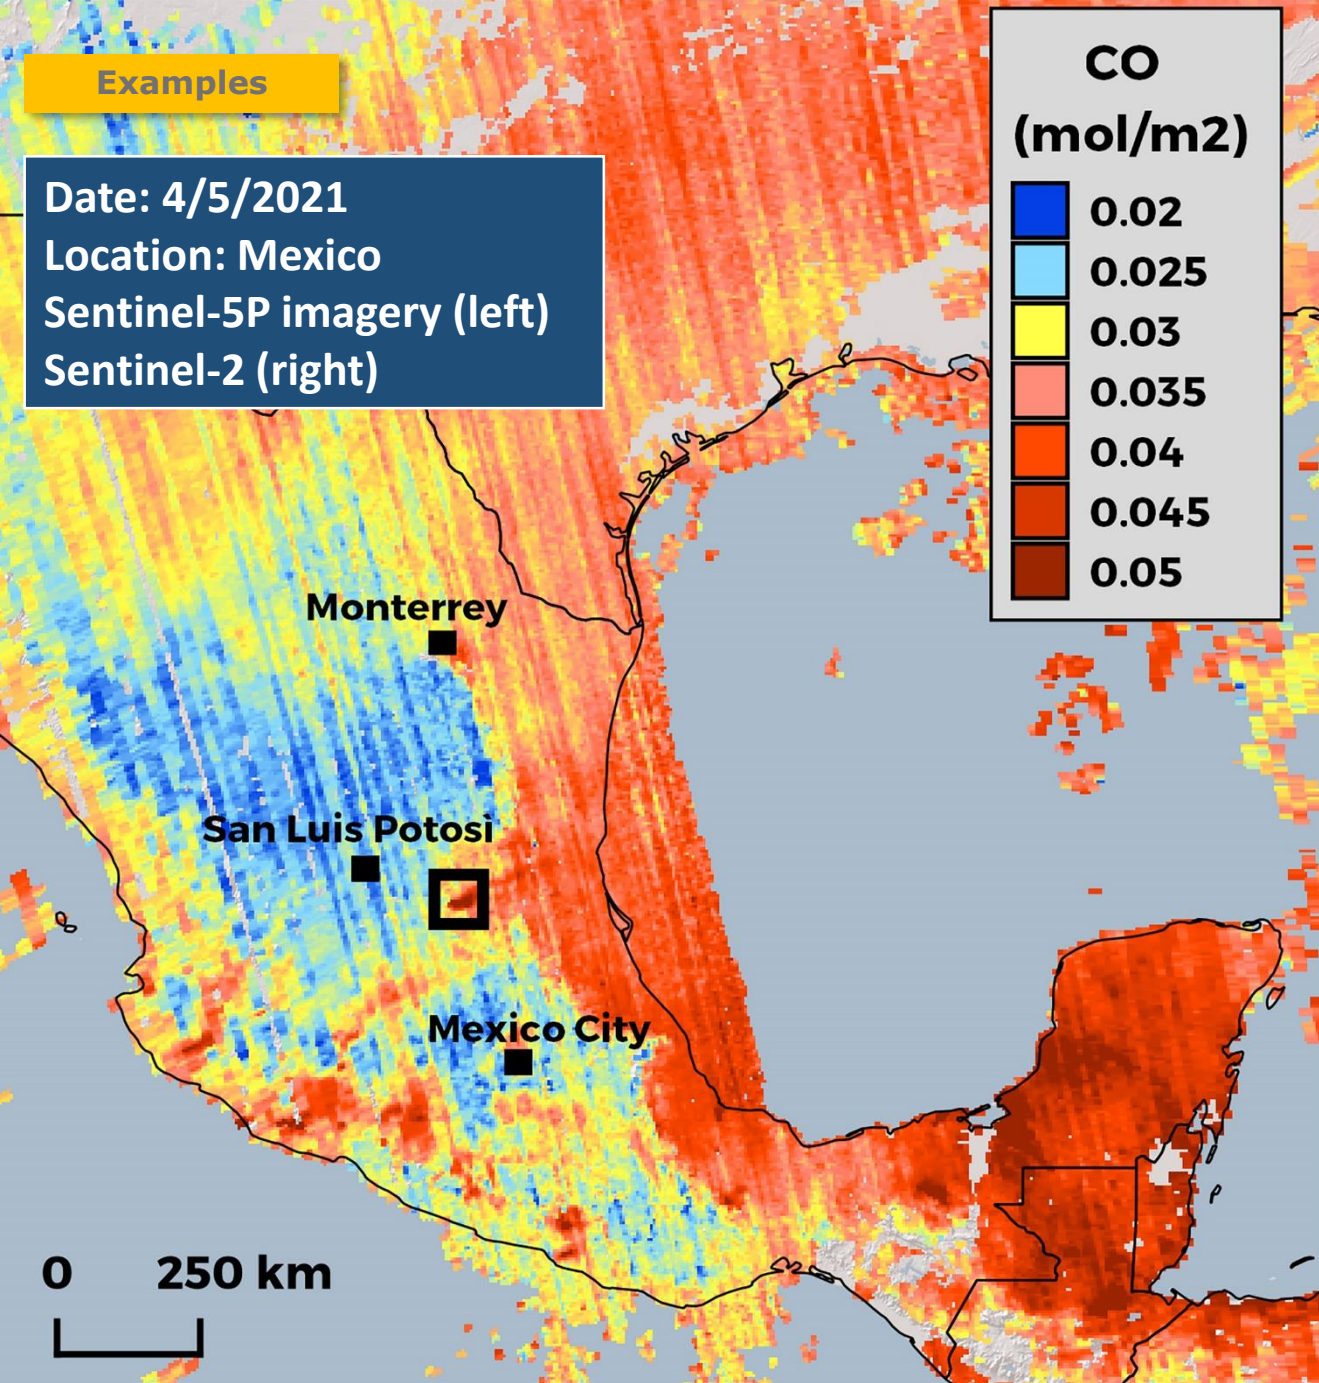 Examples
Date: 4/5/2021
Location: Mexico
Sentinel-5P imagery (left)
Sentinel-2 (right)
CO
(mol/m2)
0.02
0.025
0.03
0.035
0.04
0.045
0.05
Monterrey
San Luis Potosì
Mexico City
0 250 km